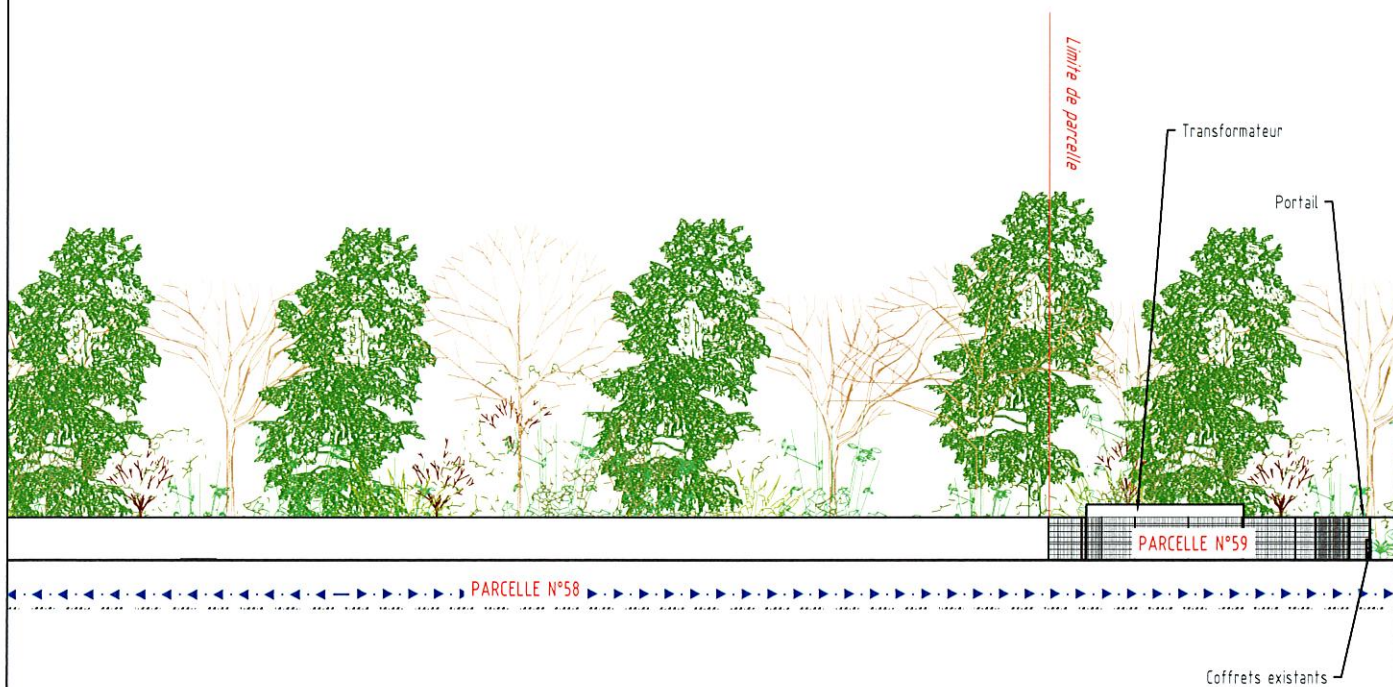 Limite de parcelle
Transformateur
Portail
PARCELLE N°59
PARCELLE N°58
Coffrets existants